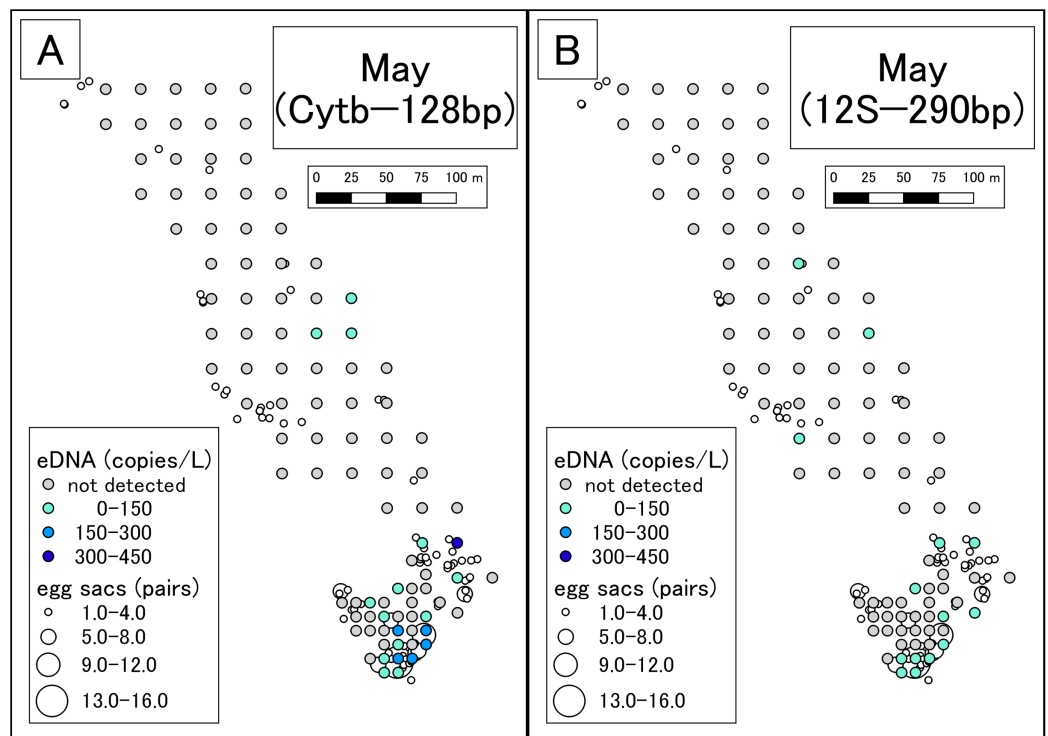 A
May
(Cytb−128bp)
0 25 50 75 100 m
eDNA (copies/L)
not detected
0−150
150−300
300−450
egg sacs (pairs)
1.0−4.0
5.0−8.0
9.0−12.0
13.0−16.0
B
May
(12S−290bp)
0 25 50 75 100 m
eDNA (copies/L)
not detected
0−150
150−300
300−450
egg sacs (pairs)
1.0−4.0
5.0−8.0
9.0−12.0
13.0−16.0